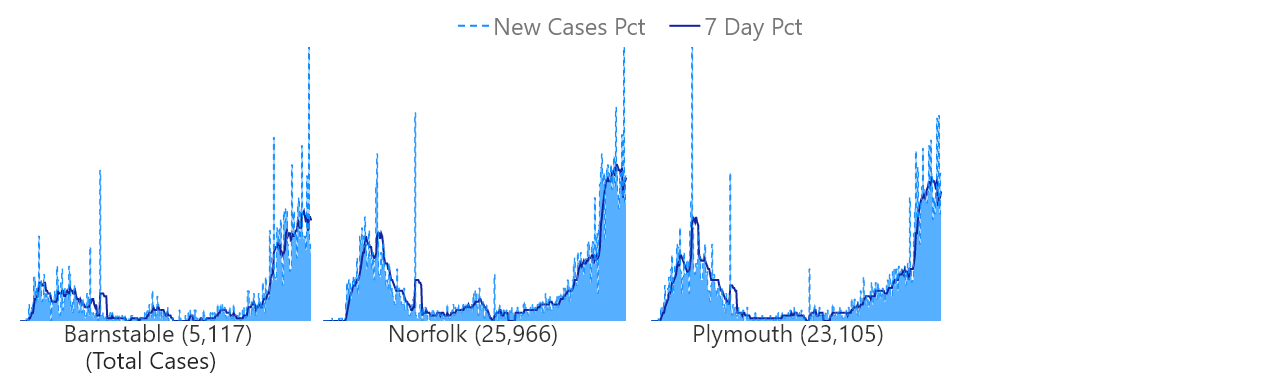 New Cases Pct 7 Day Pct
Barnstable (5,117) Norfolk (25,966) Plymouth (23,105)
(Total Cases)